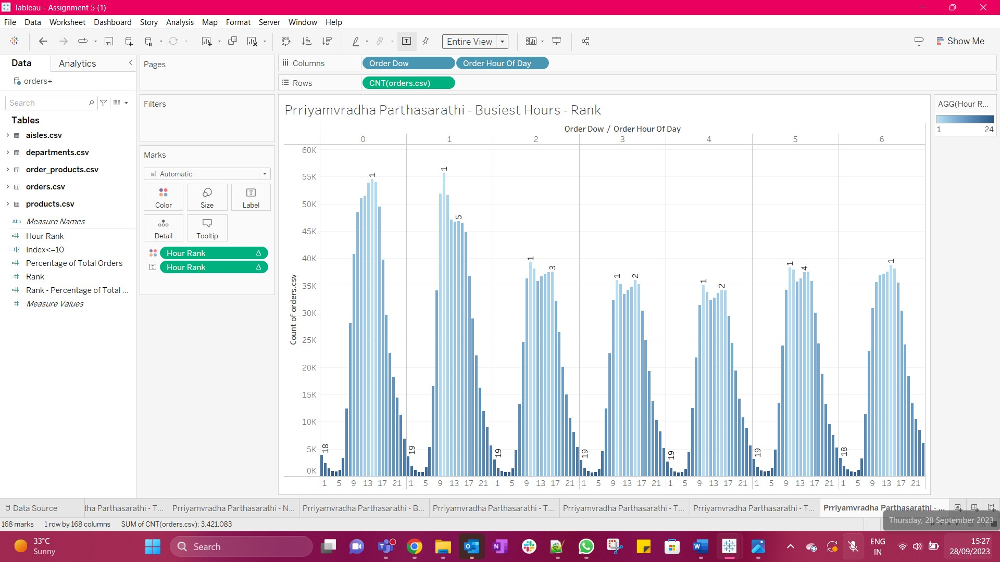 Tableau - Assignment 5 (1)
File Data Worksheet Dashboard Story Analysis Map Format Server Window Help
Entire View
Show Me
Data Analytics
orders+
Search
Tables
aisles.csv
departments.csv
order_products.csv
orders.csv
products.csv
Abc Measure Names
Hour Rank
T|F Index<=10
Percentage of Total Orders
Rank
Rank - Percentage of Total ...
Measure Values
Pages
Filters
Marks
Automatic
Color Size Label
Detail Tooltip
Hour Rank
Hour Rank
Columns Order Dow Order Hour Of Day
Rows CNT(orders.csv)
Prriyamvradha Parthasarathi - Busiest Hours - Rank
Order Dow / Order Hour Of Day
0 1 2 3 4 5 6
60K
55K
50K
45K
40K
35K
30K
25K
20K
15K
10K
5K
0K
Count of orders.csv
18 1 19 1 5 19 1 3 19 1 2 19 1 2 19 1 4 18 1
1 5 9 13 17 21 1 5 9 13 17 21 1 5 9 13 17 21 1 5 9 13 17 21 1 5 9 13 17 21 1 5 9 13 17 21 1 5 9 13 17 21
AGG(Hour R...
1 24
Data Source
dha Parthasarathi - T...
Prriyamvradha Parthasarathi - N...
Prriyamvradha Parthasarathi - B...
Prriyamvradha Parthasarathi - T...
Prriyamvradha Parthasarathi - T...
Prriyamvradha Parthasarathi - T...
Prriyamvradha Parthasarathi - ...
168 marks 1 row by 168 columns SUM of CNT(orders.csv): 3,421,083
Thursday, 28 September 2023
33°C
Sunny
Search
ENG
IN
15:27
28/09/2023